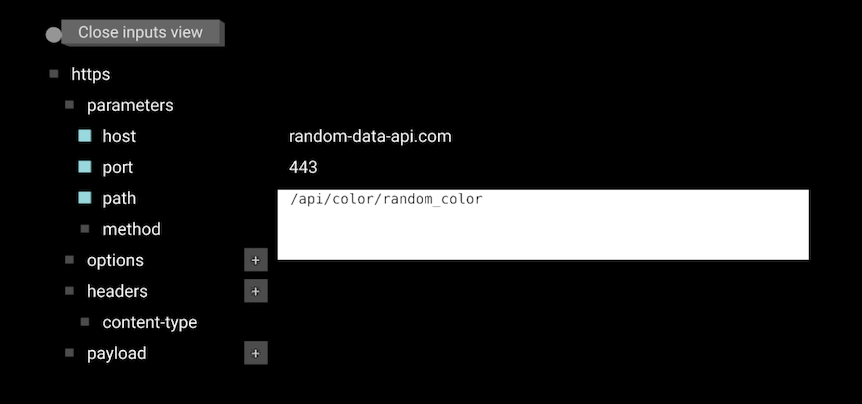 Close inputs view
https
parameters
host random-data-api.com
port 443
path /api/color/random_color
method
options +
headers +
content-type
payload +